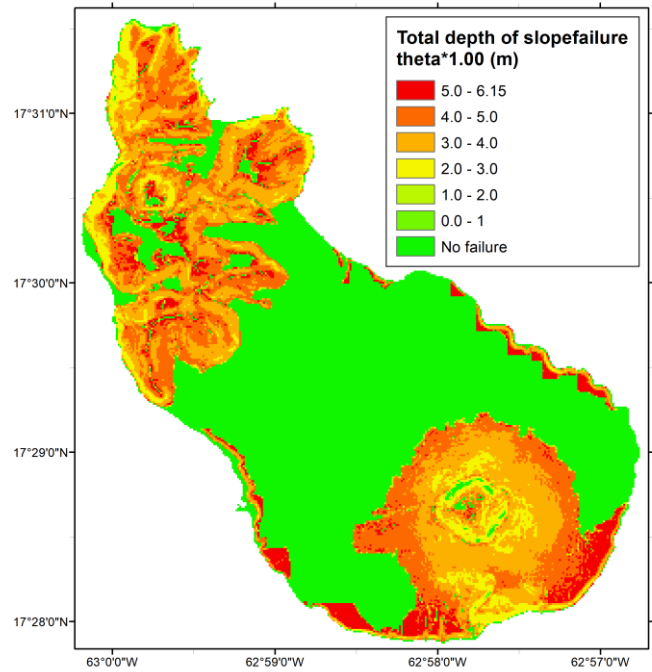 Total depth of slopefailure
theta*1.00 (m)
5.0 - 6.15
4.0 - 5.0
3.0 - 4.0
2.0 - 3.0
1.0 - 2.0
0.0 - 1
No failure
17°31'0"N
17°30'0"N
17°29'0"N
17°28'0"N
63°0'0"W
62°59'0"W
62°58'0"W
62°57'0"W